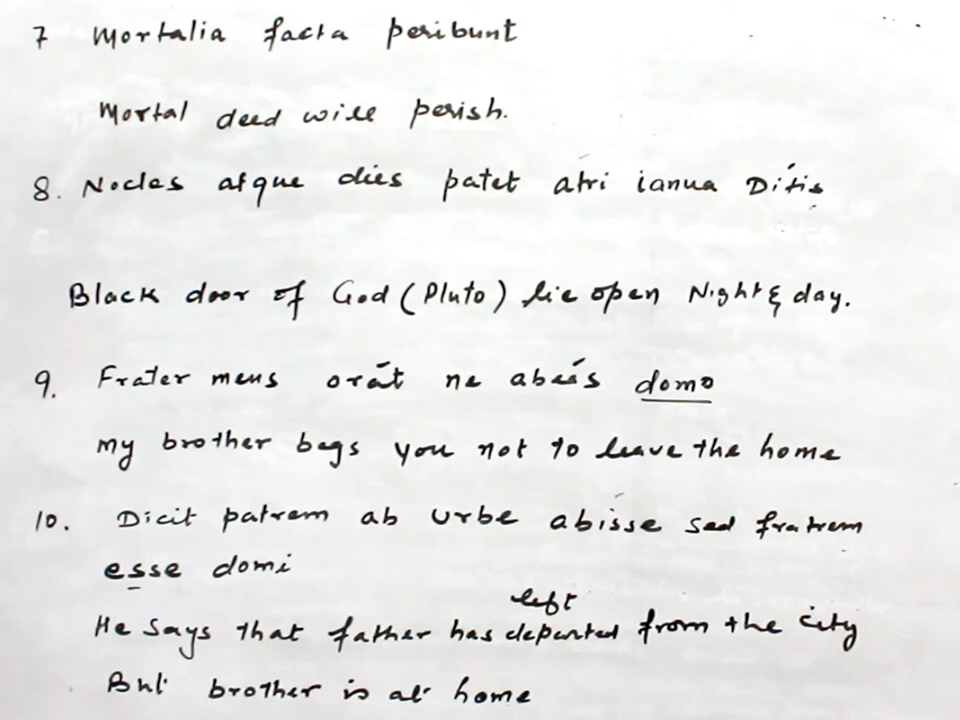 7 Mortalia facta peribunt
Mortal deed will perish.
8. Noctes atque dies patet atri ianua Dítis
Black door of God (Pluto) lie open Night & day.
9. Frater meus orát ne abeás domo
my brother begs you not to leave the home
10. Dicit patrem ab urbe abisse sed fratrem
esse domi
left
He says that father has departed from the city
But brother is at home